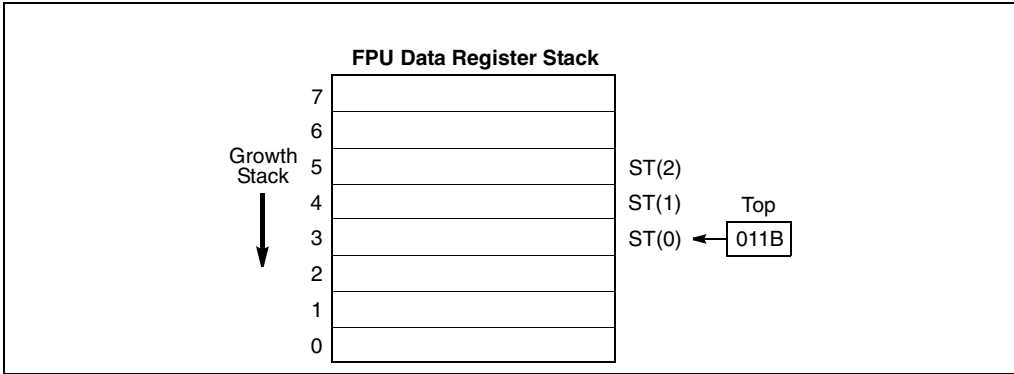 FPU Data Register Stack
7
6
Growth
Stack
5
ST(2)
4
ST(1)
Top
3
ST(0)
011B
2
1
0